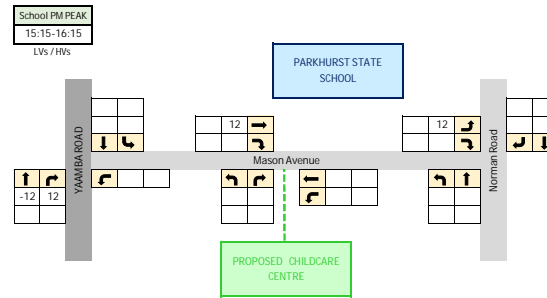 School PM PEAK
15:15-16:15
LVs / HVs
PARKHURST STATE
SCHOOL
YAAMBA ROAD
12
12
Mason Avenue
Norman Road
-12 12
PROPOSED CHILDCARE
CENTRE